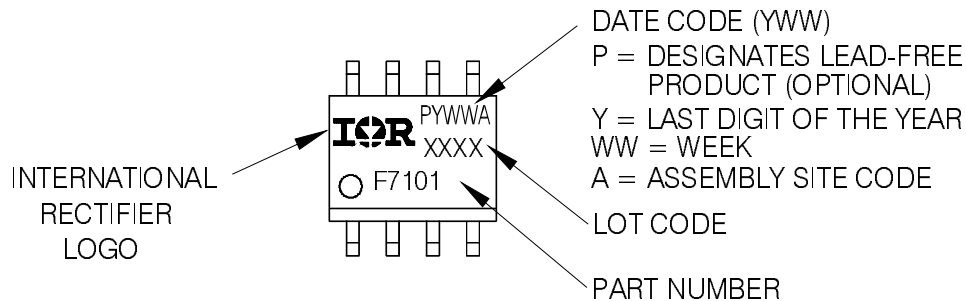 DATE CODE (YWW)
P = DESIGNATES LEAD-FREE
PRODUCT (OPTIONAL)
Y = LAST DIGIT OF THE YEAR
WW = WEEK
A = ASSEMBLY SITE CODE
LOT CODE
PART NUMBER
INTERNATIONAL
RECTIFIER
LOGO
PYWWA
IOR
XXXX
F7101